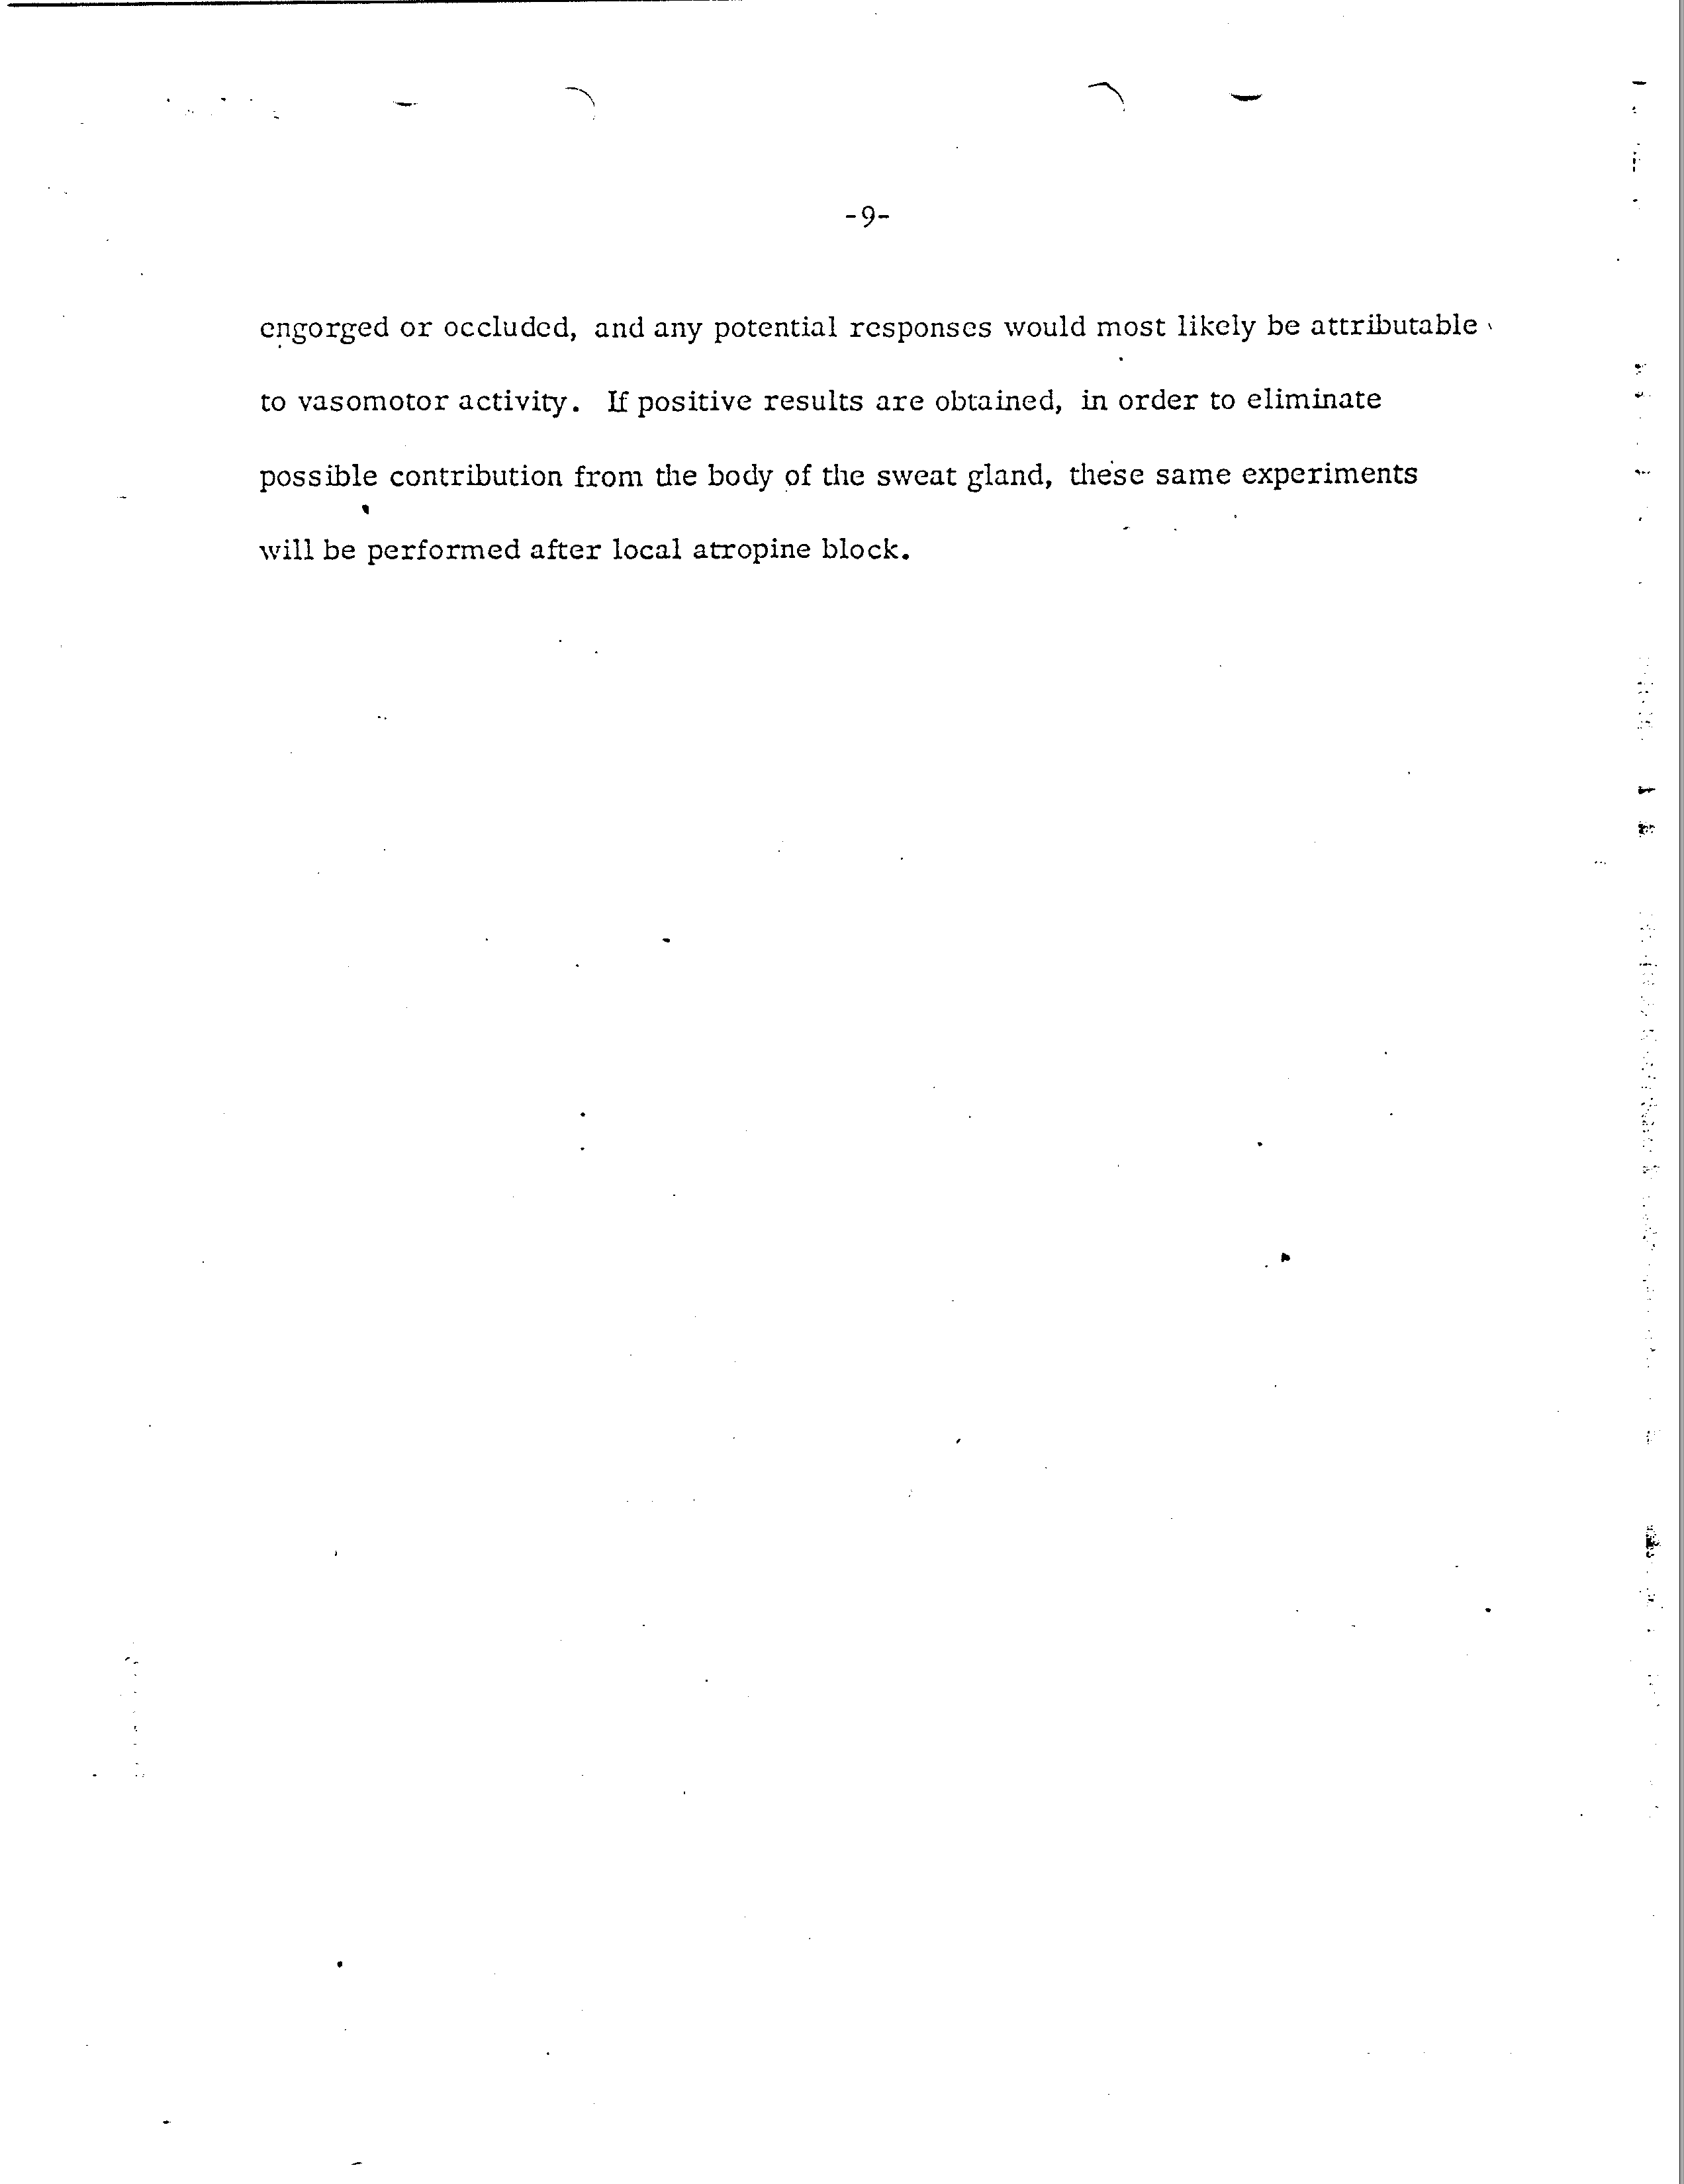 -9-
engorged or occluded, and any potential responses would most likely be attributable
to vasomotor activity. If positive results are obtained, in order to eliminate
possible contribution from the body of the sweat gland, these same experiments
will be performed after local atropine block.